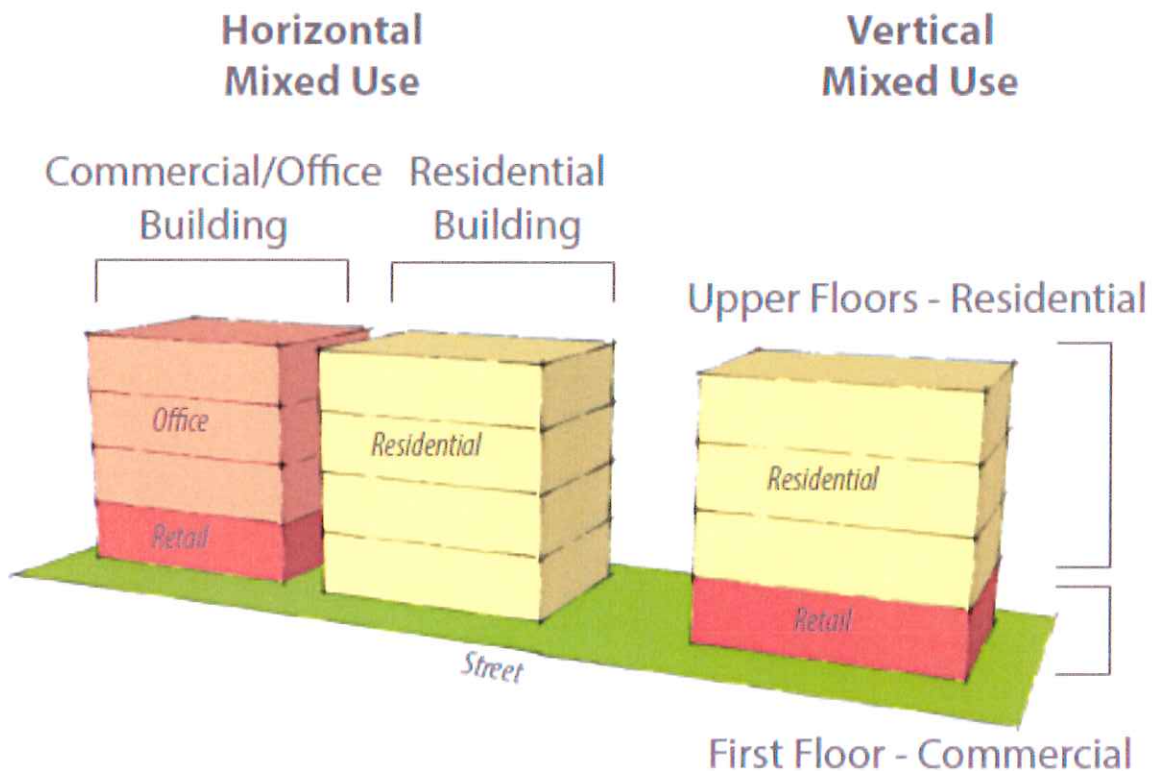 Horizontal
Mixed Use
Vertical
Mixed Use
Commercial/Office
Building
Residential
Building
Upper Floors - Residential
Office
Retail
Residential
Residential
Retail
Street
First Floor - Commercial